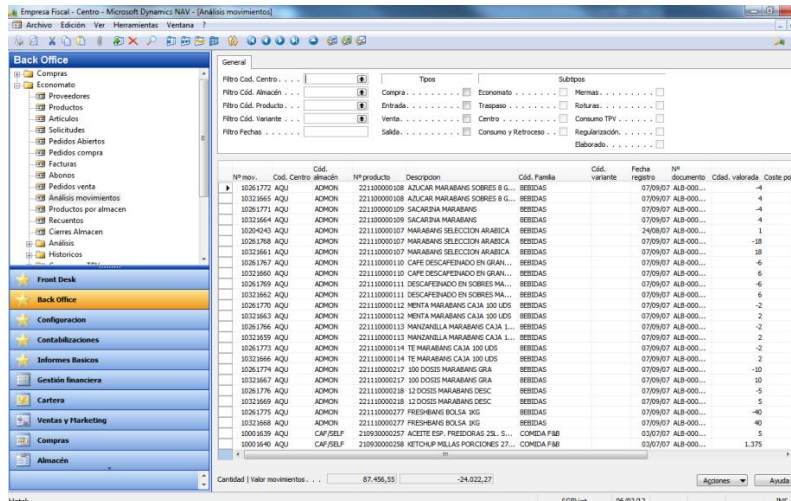 Empresa Fiscal - Centro - Microsoft Dynamics NAV - [Análisis movimientos]
Archivo Edición Ver Herramientas Ventana ?
Back Office
Compras
Economato
Proveedores
Productos
Artículos
Solicitudes
Pedidos Abiertos
Pedidos compra
Facturas
Abonos
Pedidos venta
Análisis movimientos
Productos por almacen
Recuentos
Cierres Almacen
Análisis
Historicos
Front Desk
Back Office
Configuracion
Contabilizaciones
Informes Basicos
Gestión financiera
Cartera
Ventas y Marketing
Compras
Almacén
General
Filtro Cod. Centro . . . .
Filtro Cód. Almacén . . . .
Filtro Cód. Producto . . .
Filtro Cód. Variante . . . .
Filtro Fechas . . . . . .
Tipos
Compra . . . . . . . . .
Entrada . . . . . . . . .
Venta . . . . . . . . . .
Salida . . . . . . . . . .
Subtipos
Economato . . . . . . . Mermas . . . . . . . . .
Traspaso . . . . . . . . Roturas . . . . . . . . .
Centro . . . . . . . . . Consumo TPV . . . . . .
Consumo y Retroceso . . Regularización . . . . . .
Elaborado . . . . . . . .
Nº mov. Cod. Centro Cód. almacén Nº producto Descripcion Cód. Familia Cód. variante Fecha registro Nº documento Cdad. valorada Coste po
10261772 AQU ADMON 221100000108 AZUCAR MARABANS SOBRES 8 G... BEBIDAS 07/09/07 ALB-000... -4
10321665 AQU ADMON 221100000108 AZUCAR MARABANS SOBRES 8 G... BEBIDAS 07/09/07 ALB-000... 4
10261771 AQU ADMON 221100000109 SACARINA MARABANS BEBIDAS 07/09/07 ALB-000... -4
10321664 AQU ADMON 221100000109 SACARINA MARABANS BEBIDAS 07/09/07 ALB-000... 4
10204243 AQU ADMON 221110000107 MARABANS SELECCION ARABICA BEBIDAS 24/08/07 ALB-000... 1
10261768 AQU ADMON 221110000107 MARABANS SELECCION ARABICA BEBIDAS 07/09/07 ALB-000... -18
10321661 AQU ADMON 221110000107 MARABANS SELECCION ARABICA BEBIDAS 07/09/07 ALB-000... 18
10261767 AQU ADMON 221110000110 CAFE DESCAFEINADO EN GRAN... BEBIDAS 07/09/07 ALB-000... -6
10321660 AQU ADMON 221110000110 CAFE DESCAFEINADO EN GRAN... BEBIDAS 07/09/07 ALB-000... 6
10261769 AQU ADMON 221110000111 DESCAFEINADO EN SOBRES MA... BEBIDAS 07/09/07 ALB-000... -6
10321662 AQU ADMON 221110000111 DESCAFEINADO EN SOBRES MA... BEBIDAS 07/09/07 ALB-000... 6
10261770 AQU ADMON 221110000112 MENTA MARABANS CAJA 100 UDS BEBIDAS 07/09/07 ALB-000... -2
10321663 AQU ADMON 221110000112 MENTA MARABANS CAJA 100 UDS BEBIDAS 07/09/07 ALB-000... 2
10261766 AQU ADMON 221110000113 MANZANILLA MARABANS CAJA 1... BEBIDAS 07/09/07 ALB-000... -2
10321659 AQU ADMON 221110000113 MANZANILLA MARABANS CAJA 1... BEBIDAS 07/09/07 ALB-000... 2
10261773 AQU ADMON 221110000114 TE MARABANS CAJA 100 UDS BEBIDAS 07/09/07 ALB-000... -2
10321666 AQU ADMON 221110000114 TE MARABANS CAJA 100 UDS BEBIDAS 07/09/07 ALB-000... 2
10261774 AQU ADMON 221110000217 100 DOSIS MARABANS GRA BEBIDAS 07/09/07 ALB-000... -10
10321667 AQU ADMON 221110000217 100 DOSIS MARABANS GRA BEBIDAS 07/09/07 ALB-000... 10
10261776 AQU ADMON 221110000218 12 DOSIS MARABANS DESC BEBIDAS 07/09/07 ALB-000... -5
10321669 AQU ADMON 221110000218 12 DOSIS MARABANS DESC BEBIDAS 07/09/07 ALB-000... 5
10261775 AQU ADMON 221110000277 FRESHBANS BOLSA 1KG BEBIDAS 07/09/07 ALB-000... -40
10321668 AQU ADMON 221110000277 FRESHBANS BOLSA 1KG BEBIDAS 07/09/07 ALB-000... 40
10001639 AQU CAF/SELF 210930000257 ACEITE ESP. FREIDORAS 25L. S... COMIDA F&B 03/07/07 ALB-000... 5
10001640 AQU CAF/SELF 210930000258 KETCHUP MILLAS PORCIONES 27... COMIDA F&B 03/07/07 ALB-000... 1.375
Cantidad | Valor movimientos . . . 87.456,55 -24.022,27
Acciones Ayuda